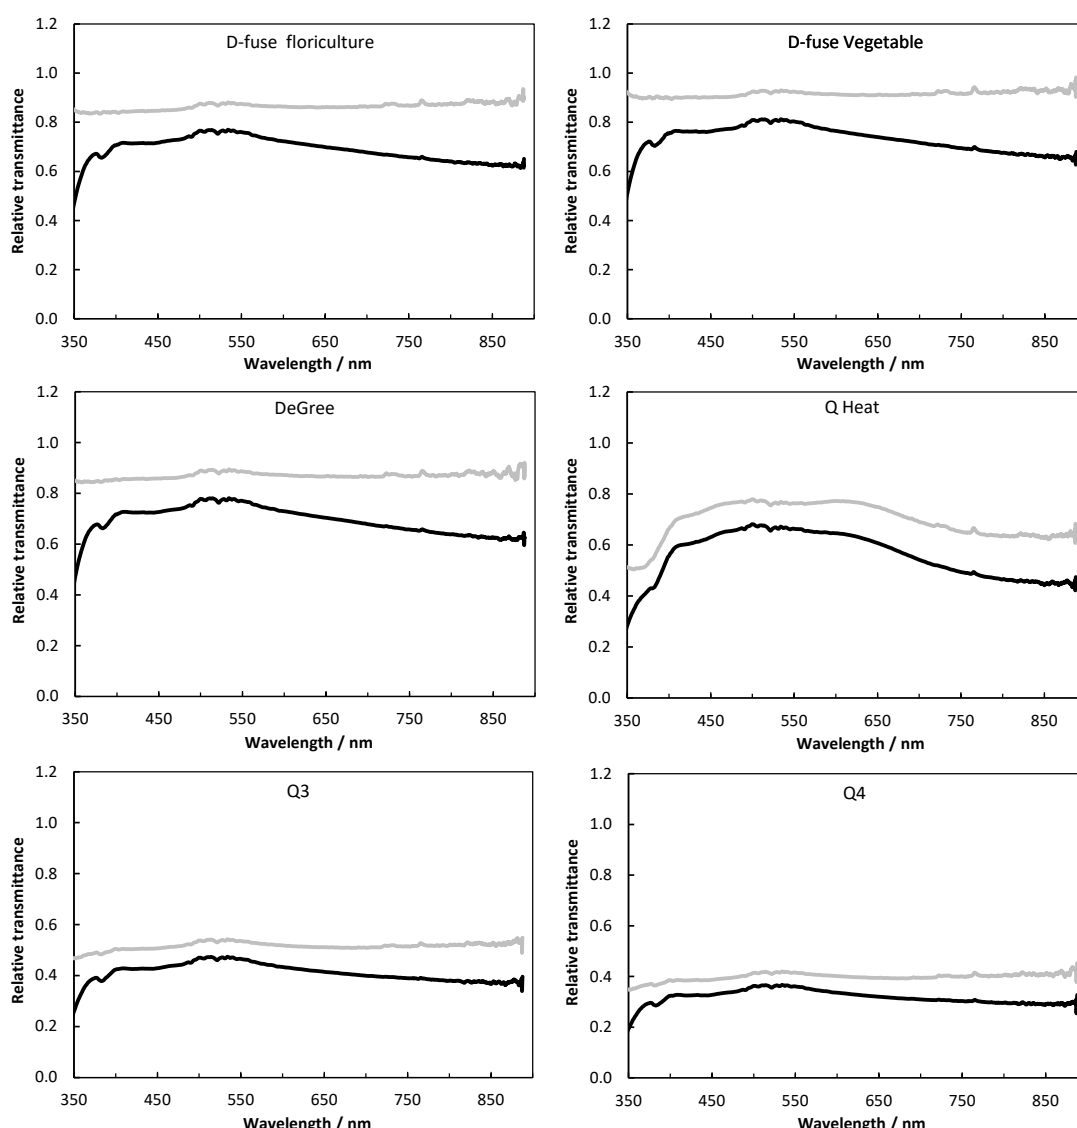 D-fuse floriculture
Relative transmittance
1.2
1.0
0.8
0.6
0.4
0.2
0.0
350 450 550 650 750 850
Wavelength / nm
D-fuse Vegetable
Relative transmittance
1.2
1.0
0.8
0.6
0.4
0.2
0.0
350 450 550 650 750 850
Wavelength / nm
DeGree
Relative transmittance
1.2
1.0
0.8
0.6
0.4
0.2
0.0
350 450 550 650 750 850
Wavelength / nm
Q Heat
Relative transmittance
1.2
1.0
0.8
0.6
0.4
0.2
0.0
350 450 550 650 750 850
Wavelength / nm
Q3
Relative transmittance
1.2
1.0
0.8
0.6
0.4
0.2
0.0
350 450 550 650 750 850
Wavelength / nm
Q4
Relative transmittance
1.2
1.0
0.8
0.6
0.4
0.2
0.0
350 450 550 650 750 850
Wavelength / nm